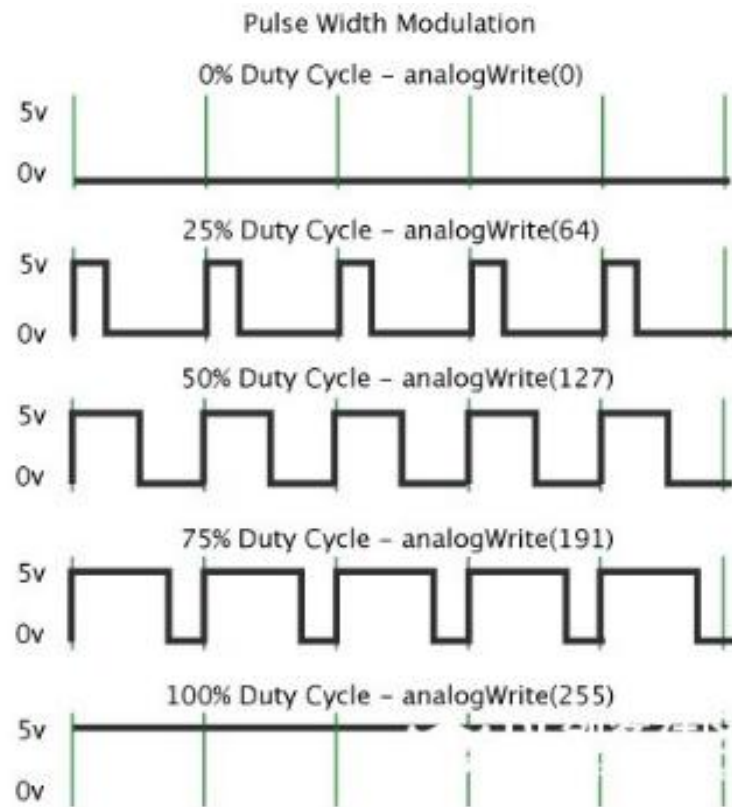 Pulse Width Modulation
0% Duty Cycle – analogWrite(0)
5v
0v
25% Duty Cycle – analogWrite(64)
5v
0v
50% Duty Cycle – analogWrite(127)
5v
0v
75% Duty Cycle – analogWrite(191)
5v
0v
100% Duty Cycle – analogWrite(255)
5v
0v